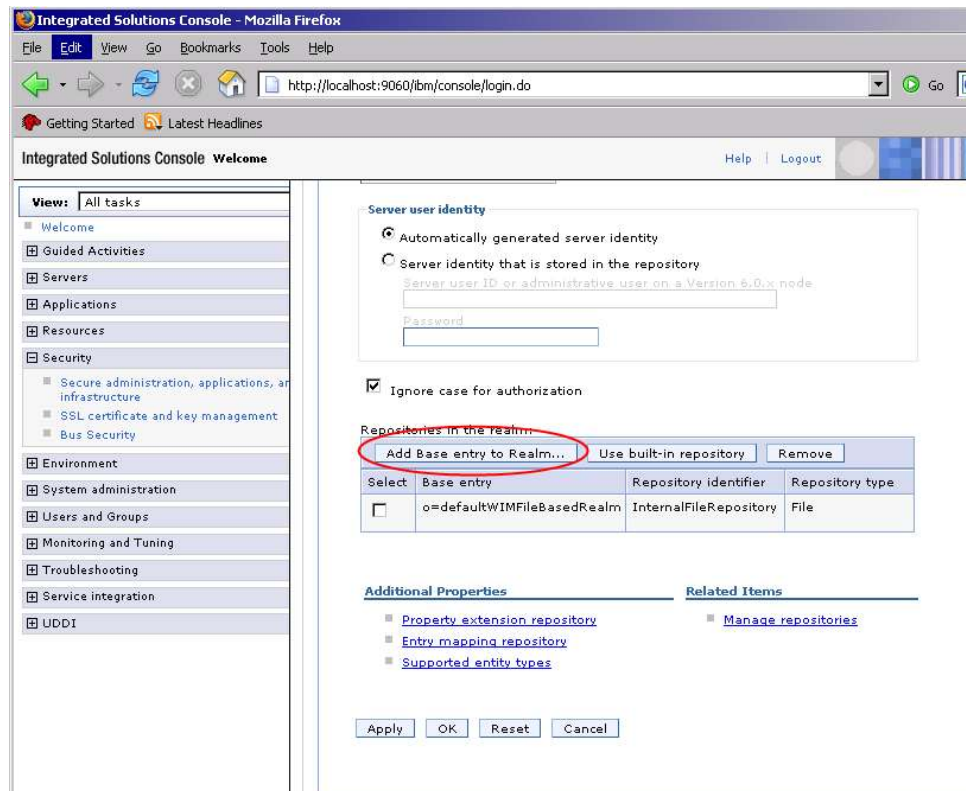 Integrated Solutions Console - Mozilla Firefox
File Edit View Go Bookmarks Tools Help
http://localhost:9060/ibm/console/login.do
Go
Getting Started Latest Headlines
Integrated Solutions Console Welcome
Help Logout
View: All tasks
Welcome
Guided Activities
Servers
Applications
Resources
Security
Secure administration, applications, an
infrastructure
SSL certificate and key management
Bus Security
Environment
System administration
Users and Groups
Monitoring and Tuning
Troubleshooting
Service integration
UDDI
Server user identity
Automatically generated server identity
Server identity that is stored in the repository
Server user ID or administrative user on a Version 6.0.x node
Password
Ignore case for authorization
Repositories in the realm:
Add Base entry to Realm... Use built-in repository Remove
Select Base entry Repository identifier Repository type
o=defaultWIMFileBasedRealm InternalFileRepository File
Additional Properties
Property extension repository
Entry mapping repository
Supported entity types
Related Items
Manage repositories
Apply OK Reset Cancel